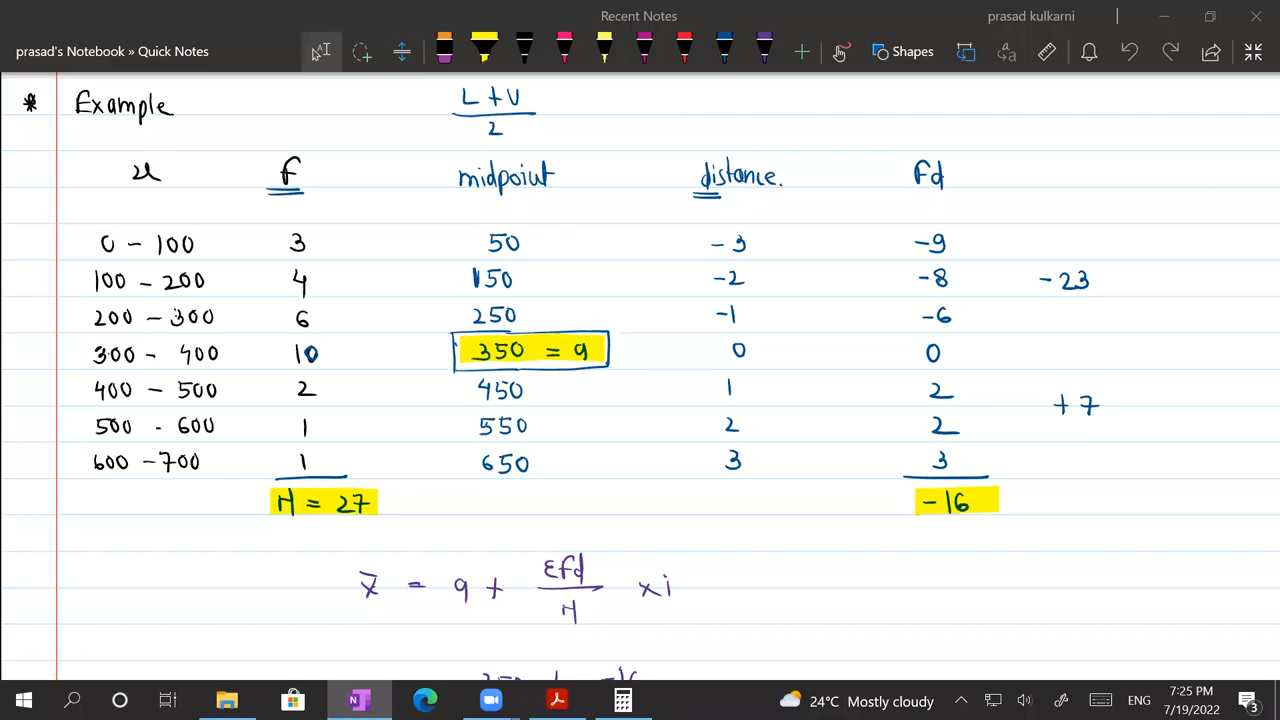 Recent Notes prasad kulkarni
prasad's Notebook » Quick Notes Shapes
* Example L + U
2
x f midpoint distance. Fd
0 - 100 3 50 -3 -9
100 - 200 4 150 -2 -8 -23
200 - 300 6 250 -1 -6
300 - 400 10 350 = a 0 0
400 - 500 2 450 1 2 +7
500 - 600 1 550 2 2
600 - 700 1 650 3 3
N = 27 -16
x̄ = a + Σfd x i
N
24°C Mostly cloudy ENG 7:25 PM
7/19/2022 3